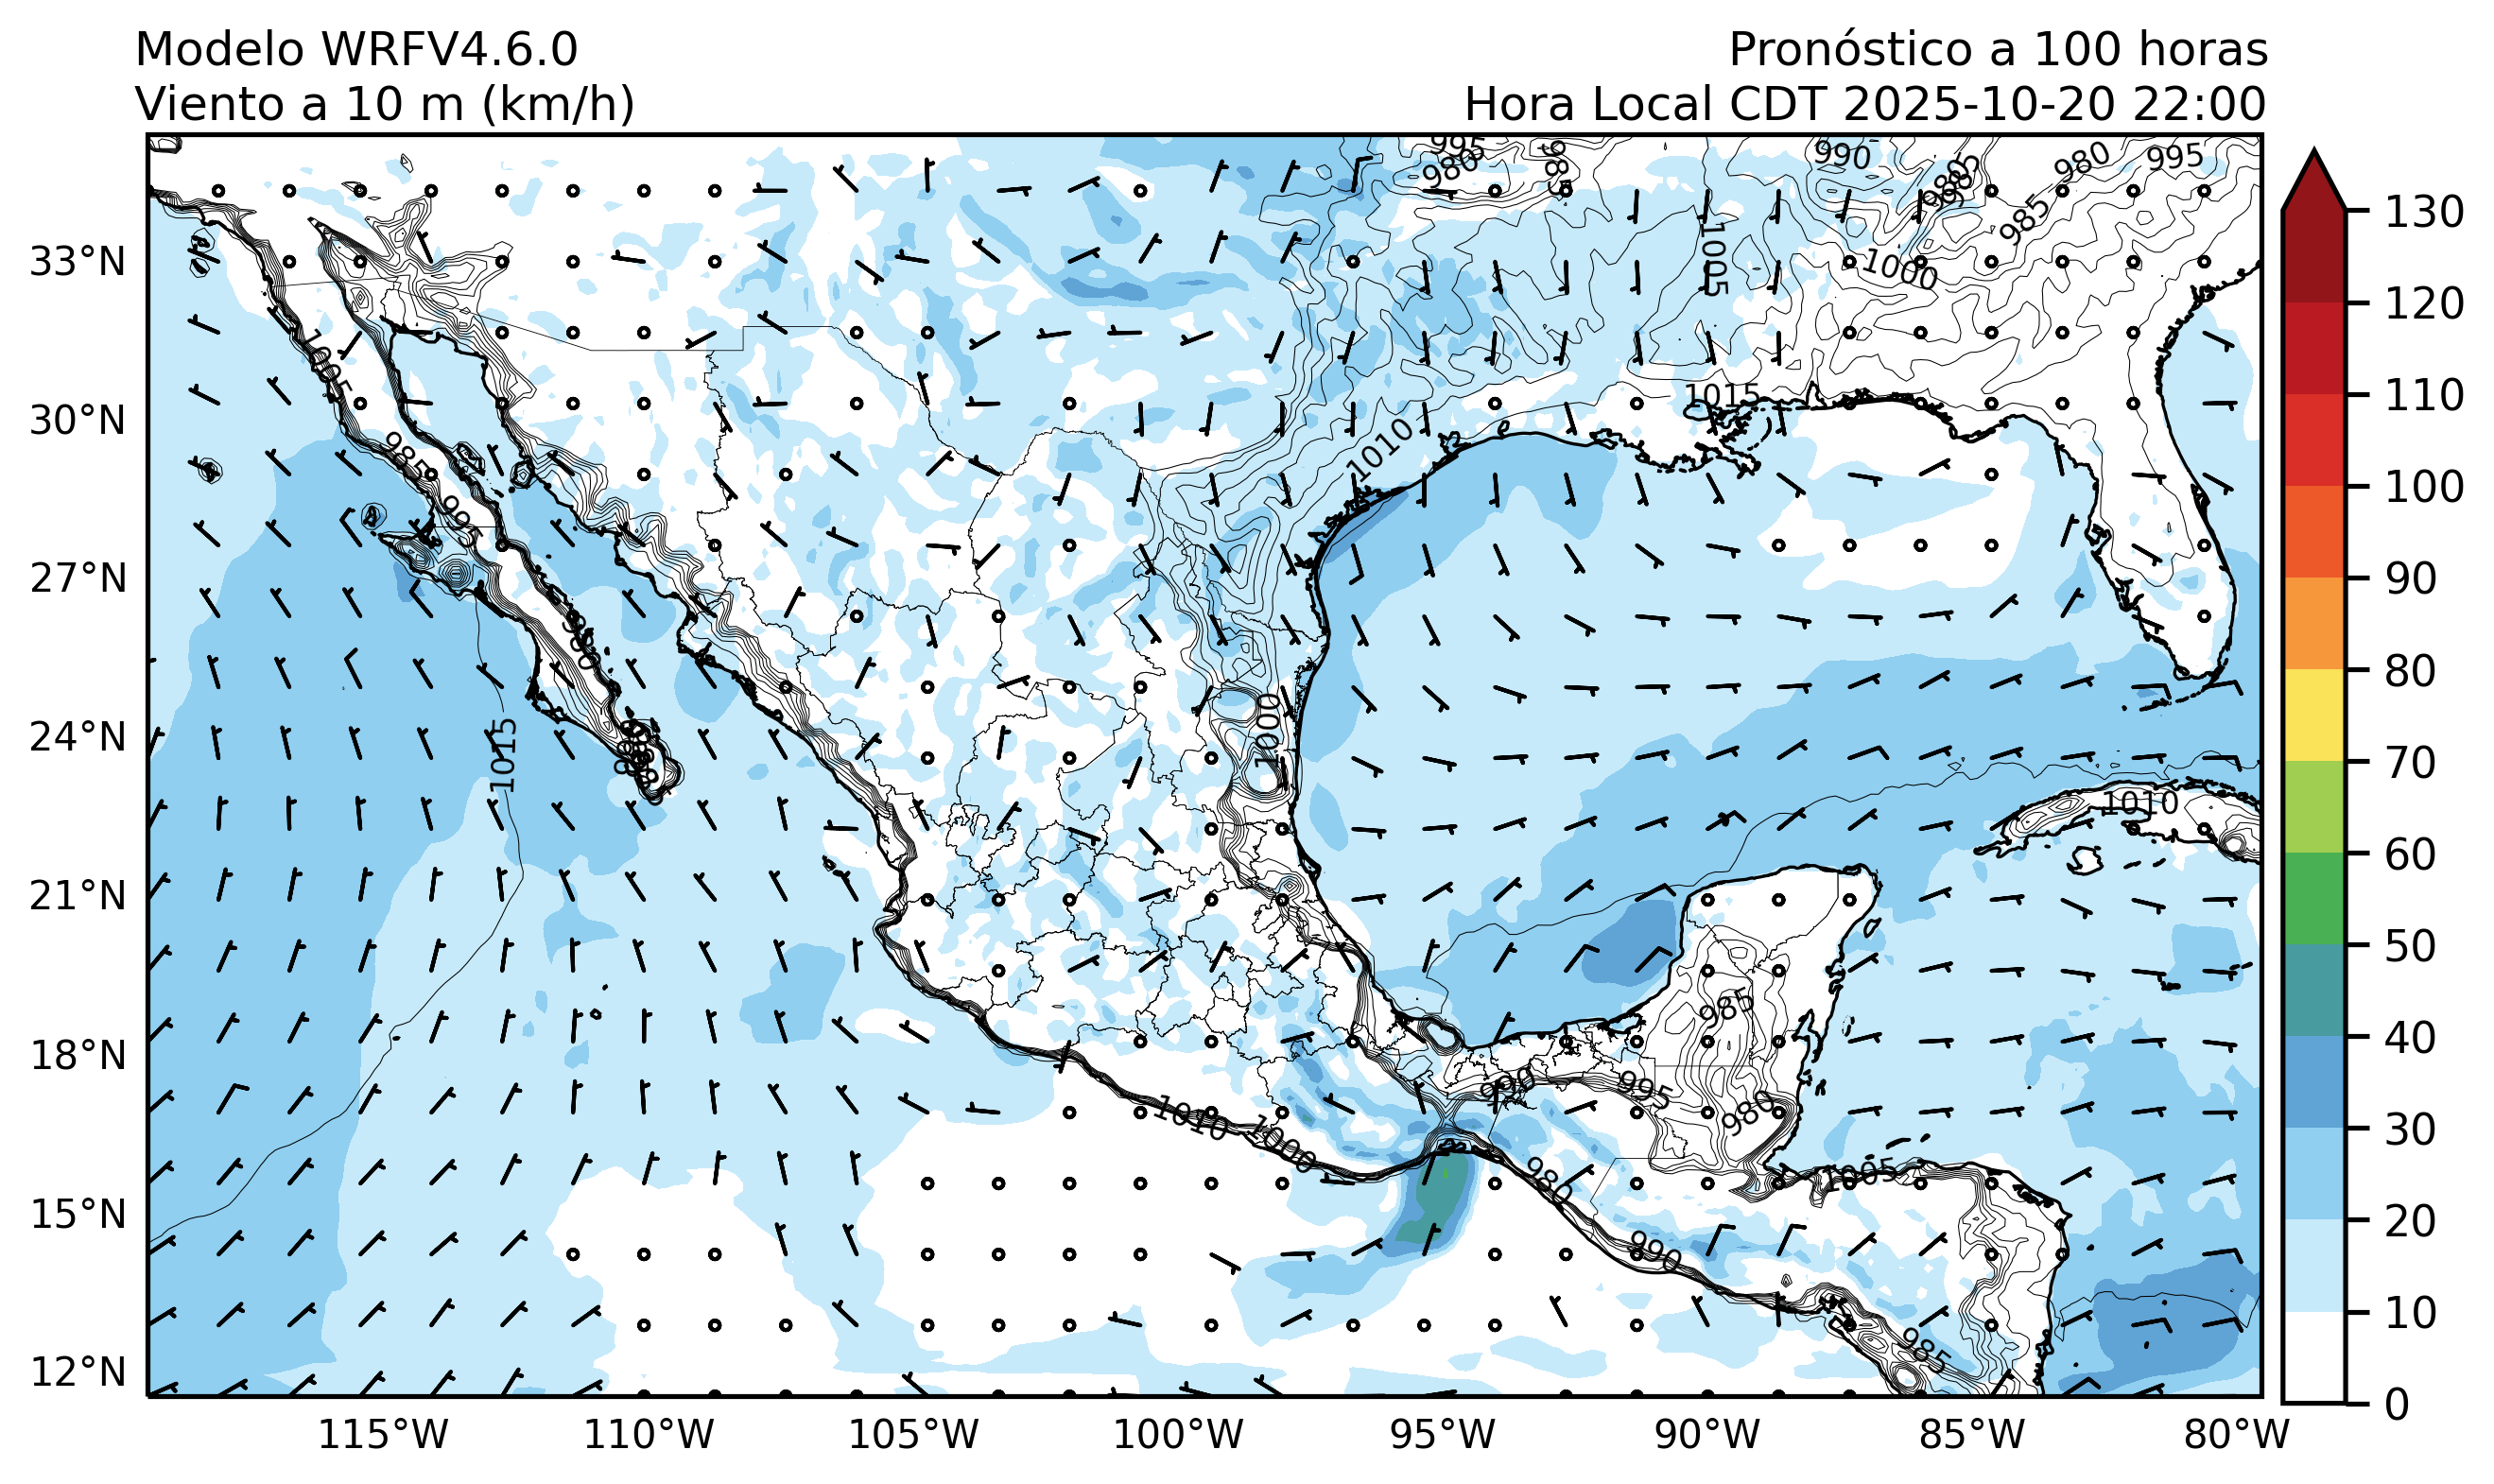 Modelo WRFV4.6.0
Viento a 10 m (km/h)
Pronóstico a 100 horas
Hora Local CDT 2025-10-20 22:00
33°N
30°N
27°N
24°N
21°N
18°N
15°N
12°N
115°W
110°W
105°W
100°W
95°W
90°W
85°W
80°W
130
120
110
100
90
80
70
60
50
40
30
20
10
0
995
980
985
990
985
980
995
985
1005
1000
1005
1015
1010
985
995
1015
1000
1010
985
990
995
980
1010
1000
980
1005
990
985